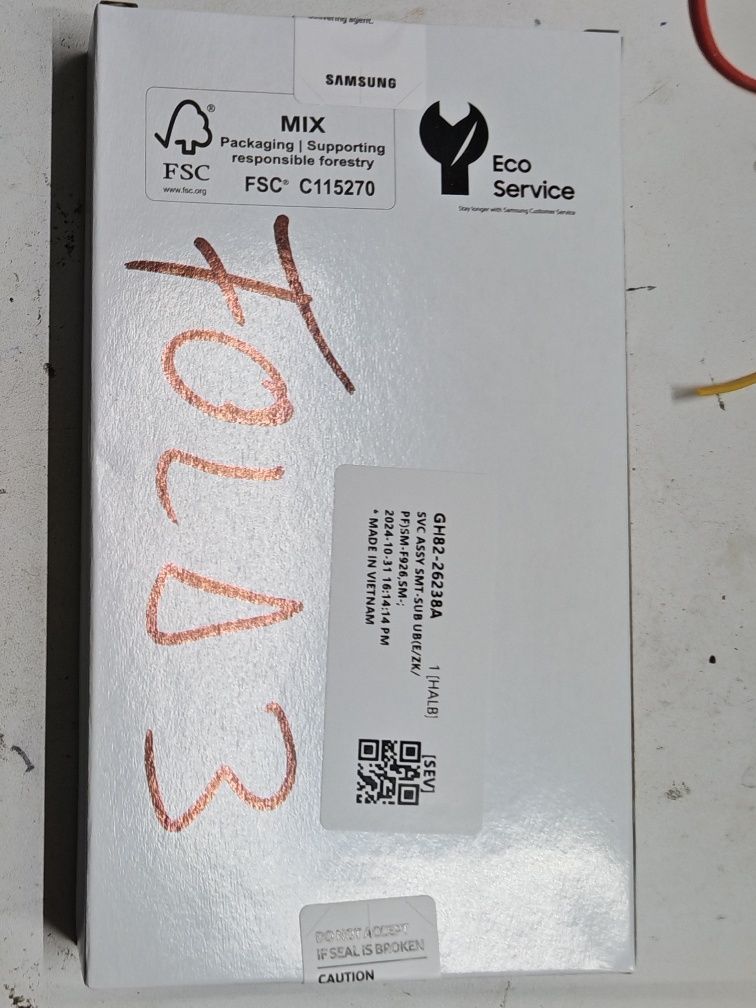 SAMSUNG
FSC
www.fsc.org
MIX
Packaging | Supporting
responsible forestry
FSC® C115270
Eco
Service
Stay longer with Samsung Customer Service
FOLD3
GH82-26238A 1 [HALB]
SVC ASSY SMT-SUB UB(E/ZK/
PF)SM-F926,SM-;
2024-10-31 16:14:14 PM
* MADE IN VIETNAM
[SEV]
DO NOT ACCEPT
IF SEAL IS BROKEN
CAUTION